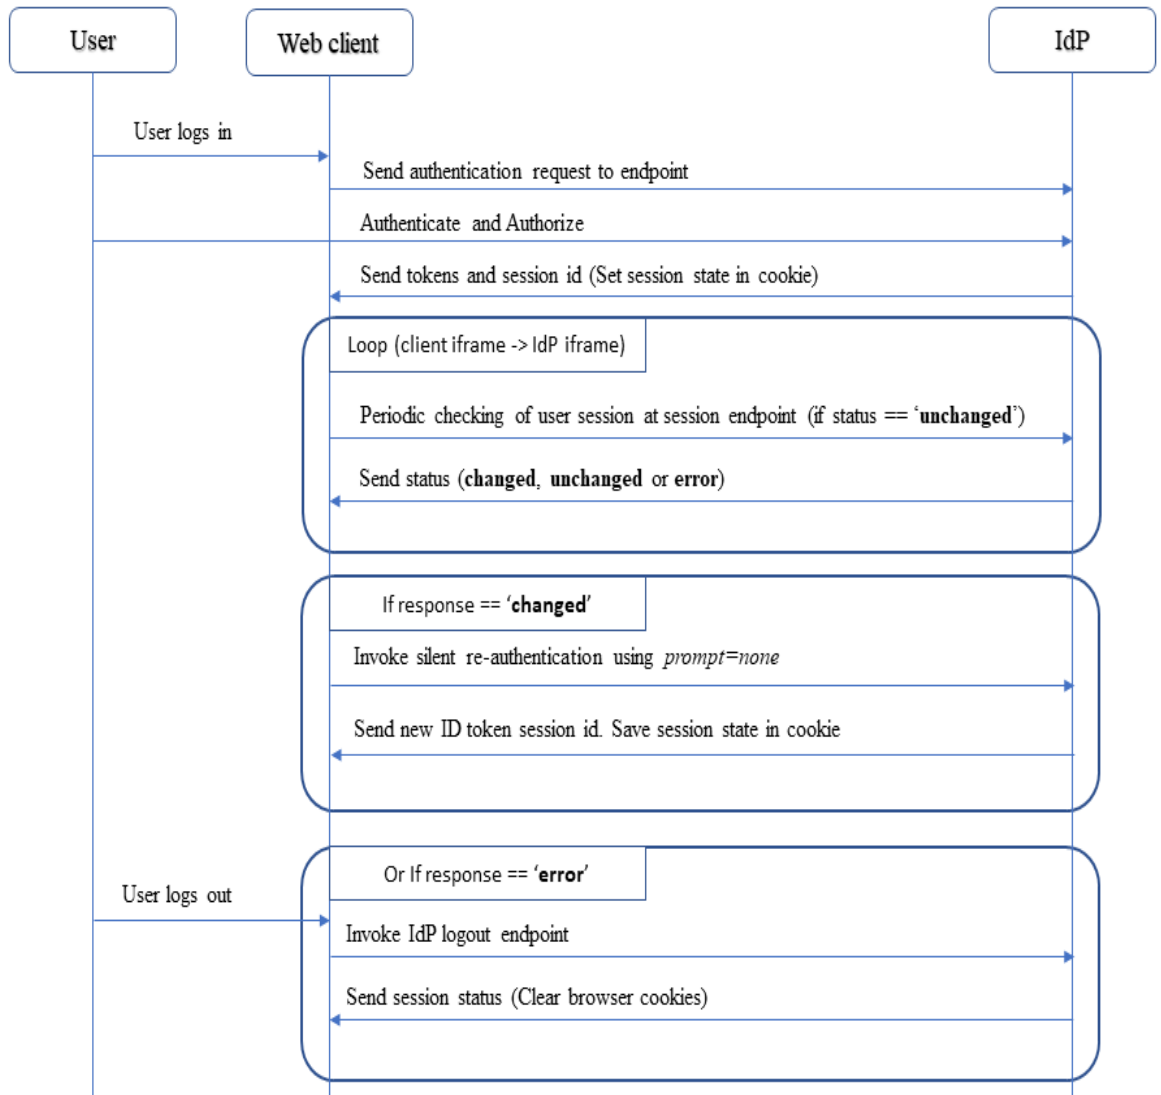 User
Web client
IdP
User logs in
Send authentication request to endpoint
Authenticate and Authorize
Send tokens and session id (Set session state in cookie)
Loop (client iframe -> IdP iframe)
Periodic checking of user session at session endpoint (if status == ‘unchanged’)
Send status (changed, unchanged or error)
If response == ‘changed’
Invoke silent re-authentication using prompt=none
Send new ID token session id. Save session state in cookie
Or If response == ‘error’
User logs out
Invoke IdP logout endpoint
Send session status (Clear browser cookies)